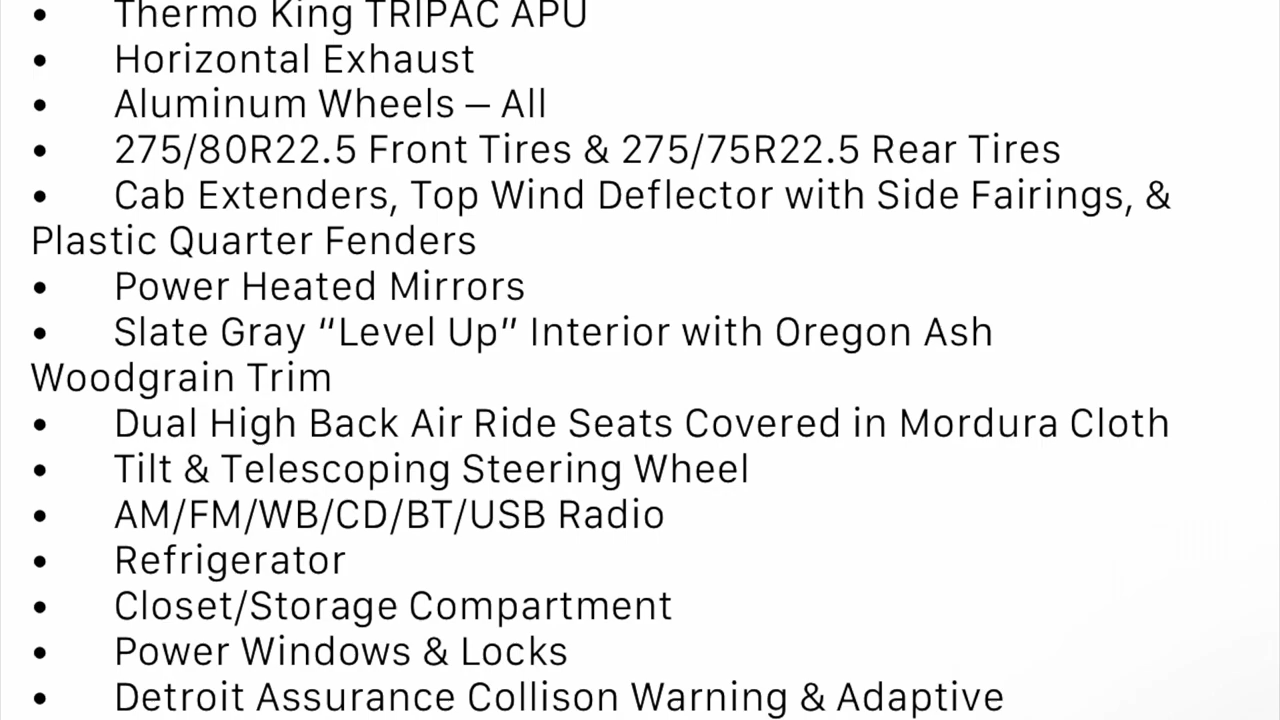 • Thermo King TRIPAC APU
• Horizontal Exhaust
• Aluminum Wheels – All
• 275/80R22.5 Front Tires & 275/75R22.5 Rear Tires
• Cab Extenders, Top Wind Deflector with Side Fairings, &
Plastic Quarter Fenders
• Power Heated Mirrors
• Slate Gray “Level Up” Interior with Oregon Ash
Woodgrain Trim
• Dual High Back Air Ride Seats Covered in Mordura Cloth
• Tilt & Telescoping Steering Wheel
• AM/FM/WB/CD/BT/USB Radio
• Refrigerator
• Closet/Storage Compartment
• Power Windows & Locks
• Detroit Assurance Collison Warning & Adaptive